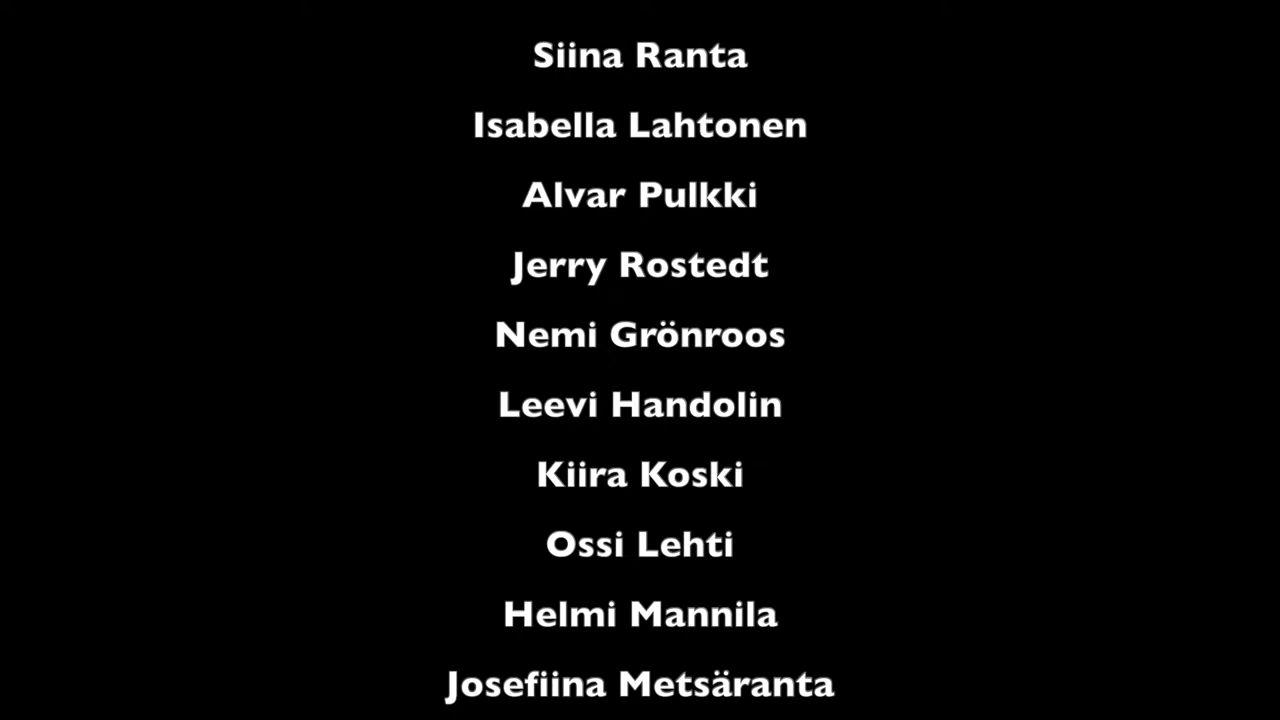 Siina Ranta
Isabella Lahtonen
Alvar Pulkki
Jerry Rostedt
Nemi Grönroos
Leevi Handolin
Kiira Koski
Ossi Lehti
Helmi Mannila
Josefiina Metsäranta